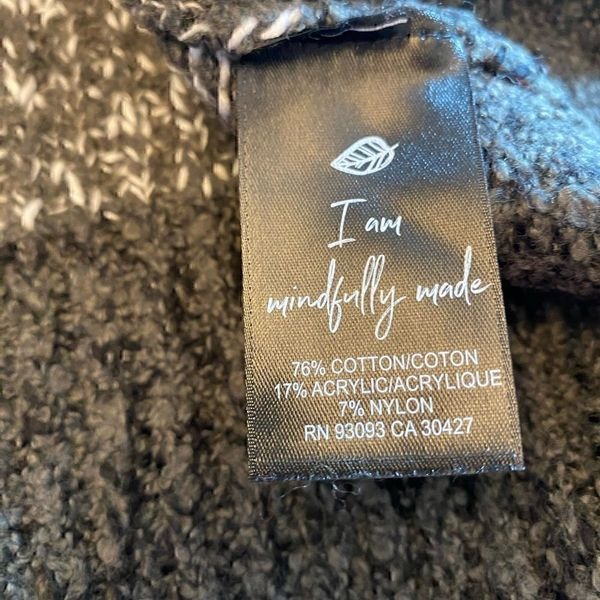 I am
mindfully made
76% COTTON/COTON
17% ACRYLIC/ACRYLIQUE
7% NYLON
RN 93093 CA 30427